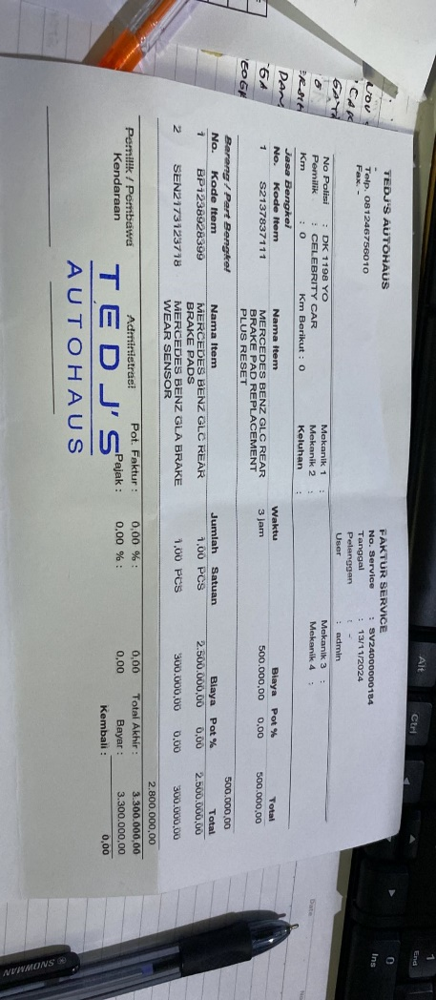 TEDJ'S AUTOHAUS
-
Telp. 081246756010
Fax. -
FAKTUR SERVICE
No. Service : SV24000000184
Tanggal : 13/11/2024
Pelanggan : -
User : admin
No Polisi : DK 1198 YO
Pemilik : CELEBRITY CAR
Km : 0 Km Berikut : 0
Mekanik 1 :
Mekanik 2 :
Keluhan :
Mekanik 3 :
Mekanik 4 :
Jasa Bengkel
No. Kode Item Nama Item Waktu Biaya Pot % Total
1 S2137837111 MERCEDES BENZ GLC REAR 3 jam 500.000,00 0,00 500.000,00
BRAKE PAD REPLACEMENT
PLUS RESET
500.000,00
Barang / Part Bengkel
No. Kode Item Nama Item Jumlah Satuan Biaya Pot % Total
1 BP1238928399 MERCEDES BENZ GLC REAR 1,00 PCS 2.500.000,00 0,00 2.500.000,00
BRAKE PADS
2 SEN2173123718 MERCEDES BENZ GLA BRAKE 1,00 PCS 300.000,00 0,00 300.000,00
WEAR SENSOR
2.800.000,00
Pemilik / Pembawa
Kendaraan
Administrasi
Pot. Faktur : 0,00 % : 0,00 Total Akhir : 3.300.000,00
Pajak : 0,00 % : 0,00 Bayar : 3.300.000,00
Kembali : 0,00
TEDJ'S
AUTOHAUS
DAN
Alt
Ctrl
1
End
0
Ins
SNOWMAN
Date